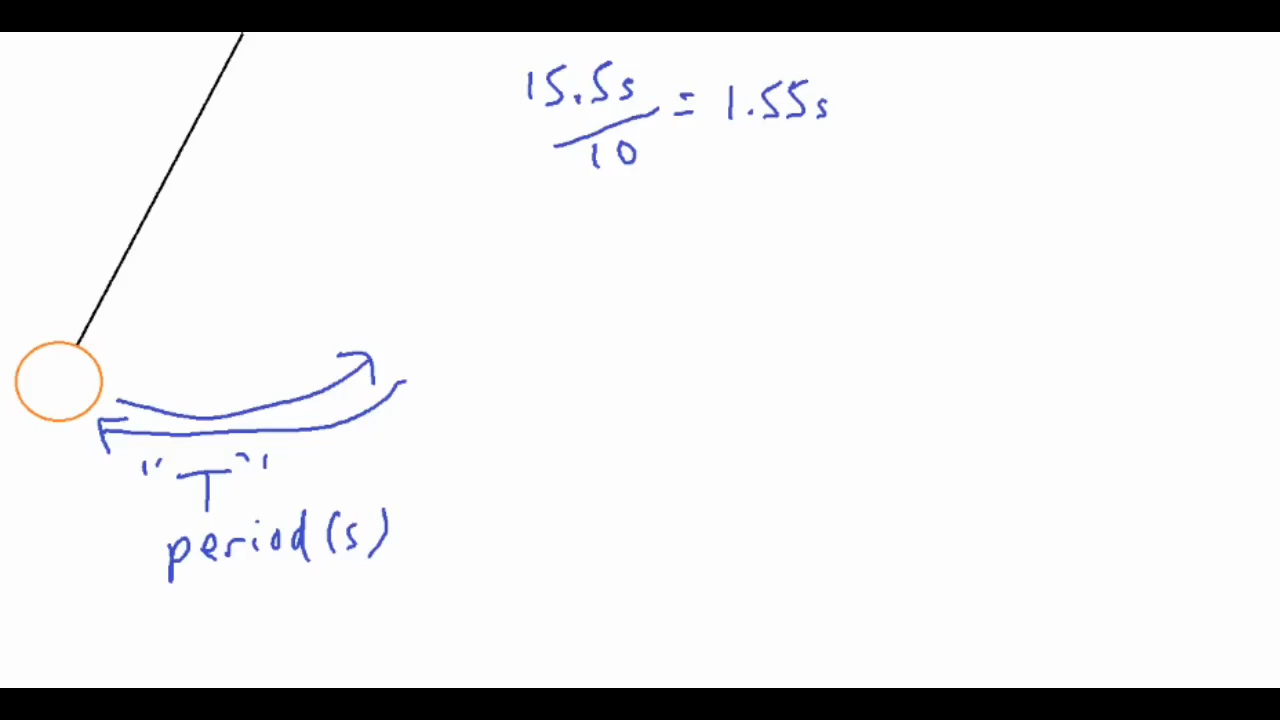 15.5s
/10 = 1.55s
"T"
period(s)